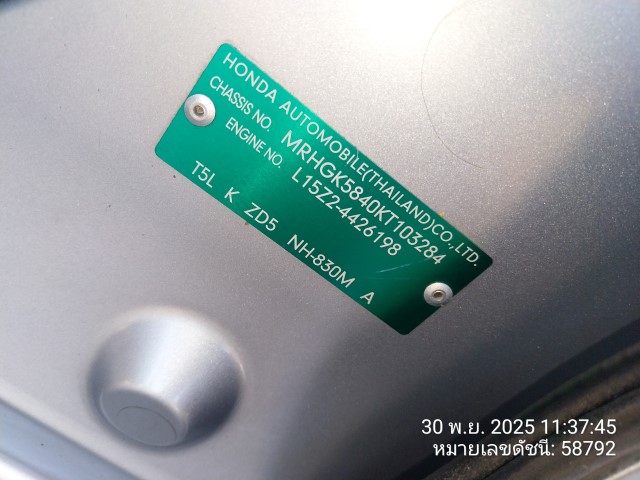 HONDA AUTOMOBILE(THAILAND)CO.,LTD.
CHASSIS NO. MRHGK5840KT103284
ENGINE NO. L15Z2-4426198
T5L K ZD5 NH-830M A
30 พ.ย. 2025 11:37:45
หมายเลขดัชนี: 58792